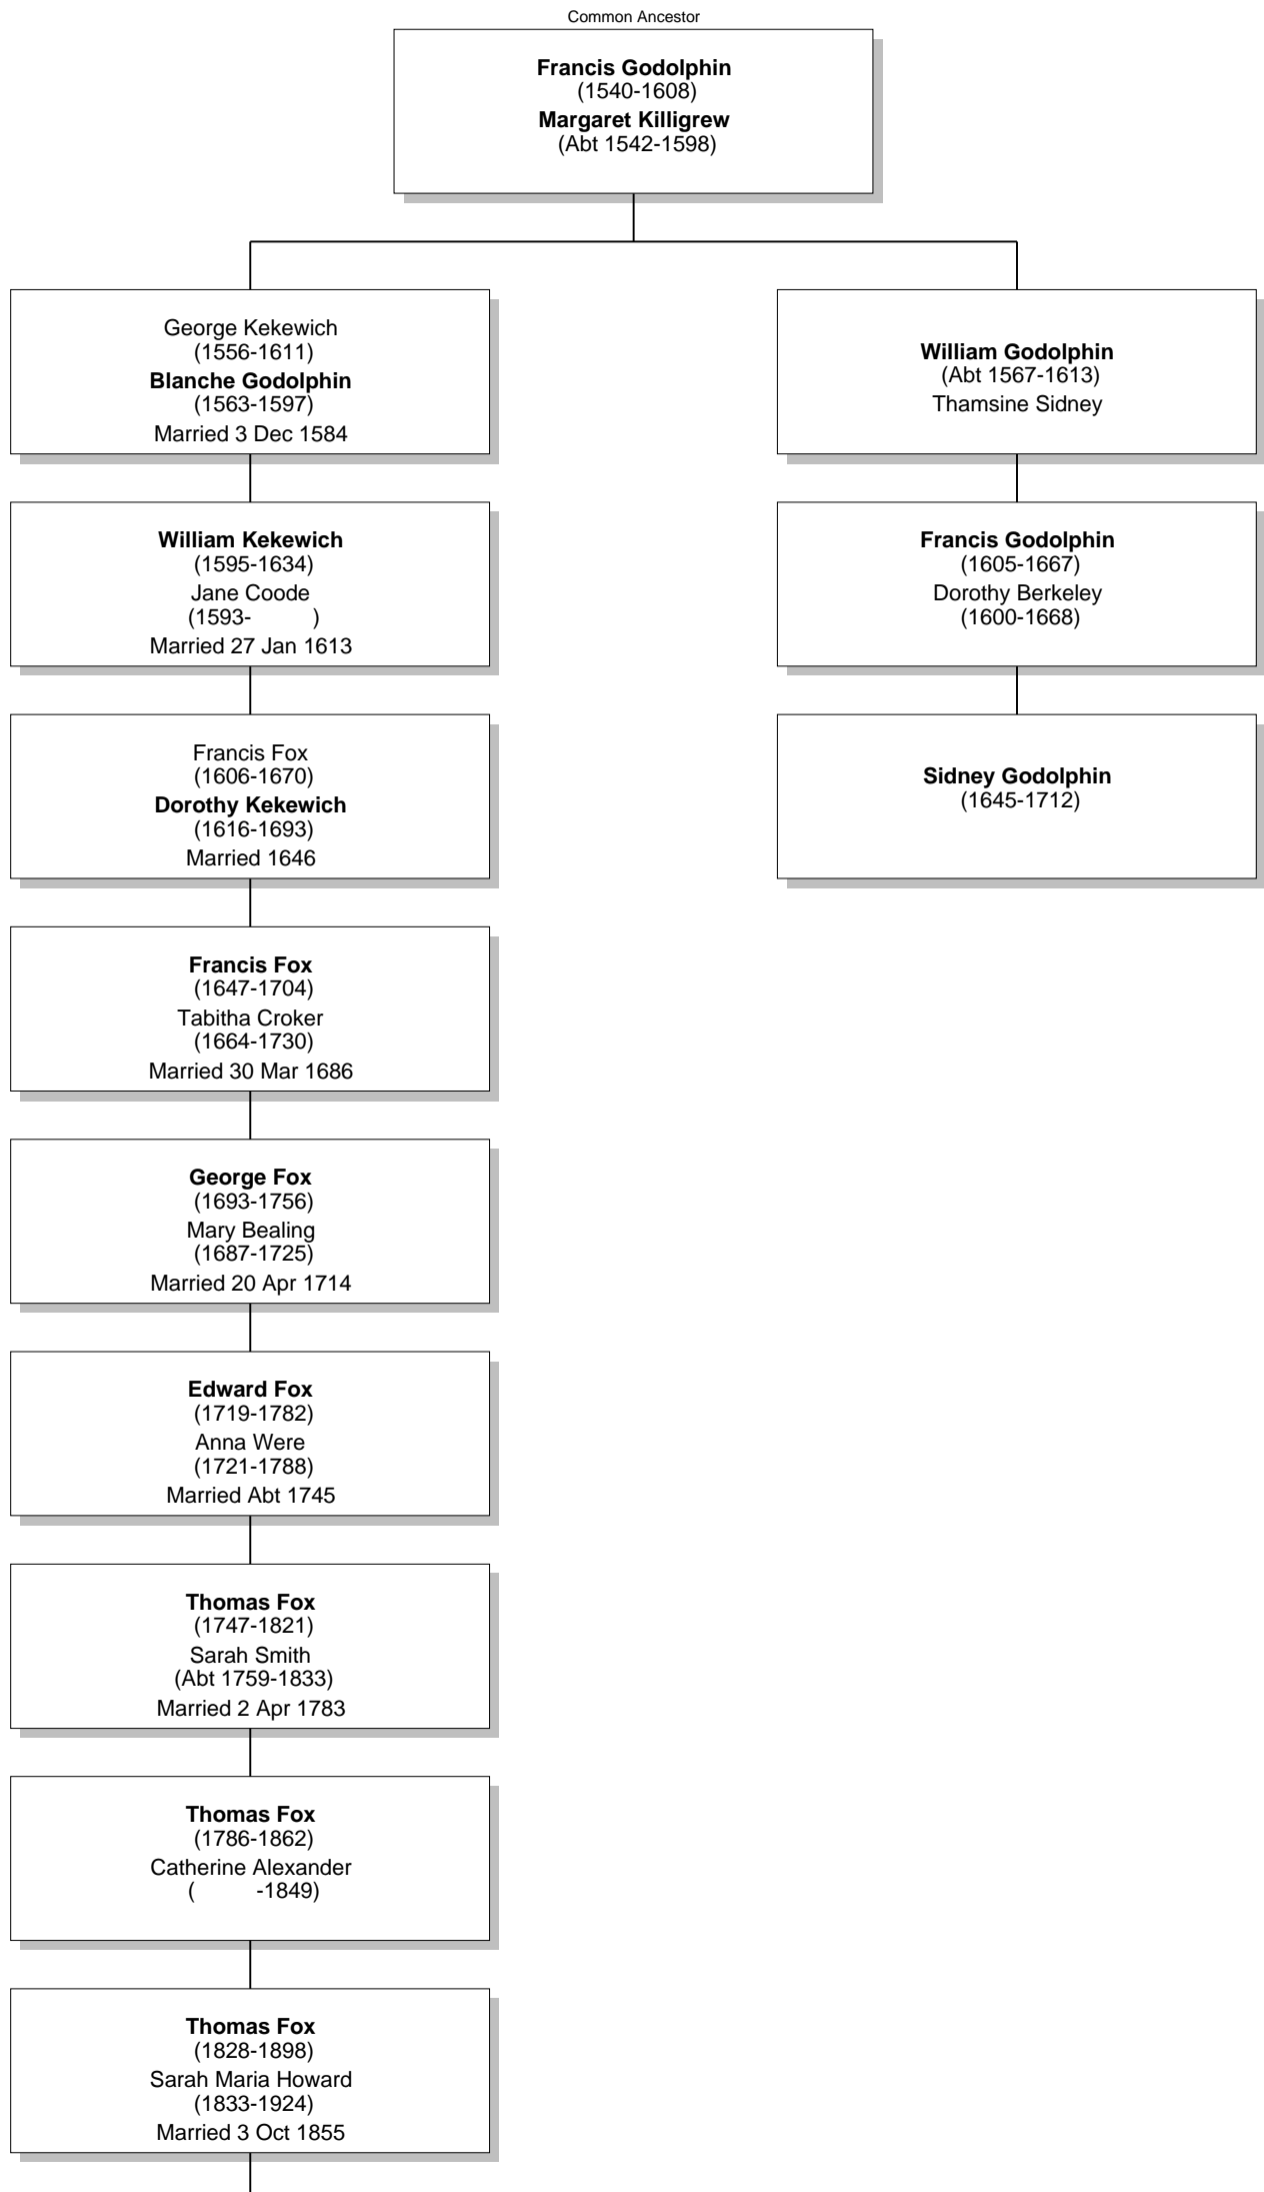 Common Ancestor
Francis Godolphin
(1540-1608)
Margaret Killigrew
(Abt 1542-1598)
George Kekewich
(1556-1611)
Blanche Godolphin
(1563-1597)
Married 3 Dec 1584
William Godolphin
(Abt 1567-1613)
Thamsine Sidney
William Kekewich
(1595-1634)
Jane Coode
(1593- )
Married 27 Jan 1613
Francis Godolphin
(1605-1667)
Dorothy Berkeley
(1600-1668)
Francis Fox
(1606-1670)
Dorothy Kekewich
(1616-1693)
Married 1646
Sidney Godolphin
(1645-1712)
Francis Fox
(1647-1704)
Tabitha Croker
(1664-1730)
Married 30 Mar 1686
George Fox
(1693-1756)
Mary Bealing
(1687-1725)
Married 20 Apr 1714
Edward Fox
(1719-1782)
Anna Were
(1721-1788)
Married Abt 1745
Thomas Fox
(1747-1821)
Sarah Smith
(Abt 1759-1833)
Married 2 Apr 1783
Thomas Fox
(1786-1862)
Catherine Alexander
( -1849)
Thomas Fox
(1828-1898)
Sarah Maria Howard
(1833-1924)
Married 3 Oct 1855